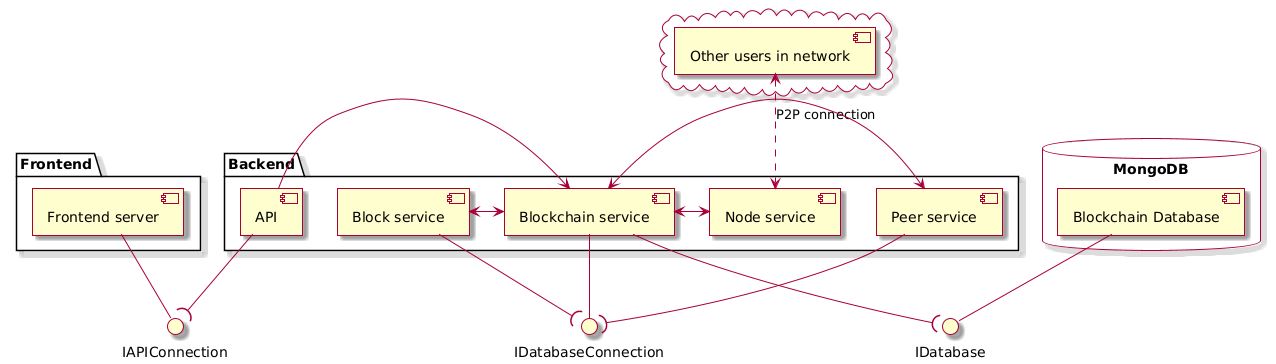 Other users in network
P2P connection
Frontend
Backend
MongoDB
Frontend server
API
Block service
Blockchain service
Node service
Peer service
Blockchain Database
IAPIConnection
IDatabaseConnection
IDatabase